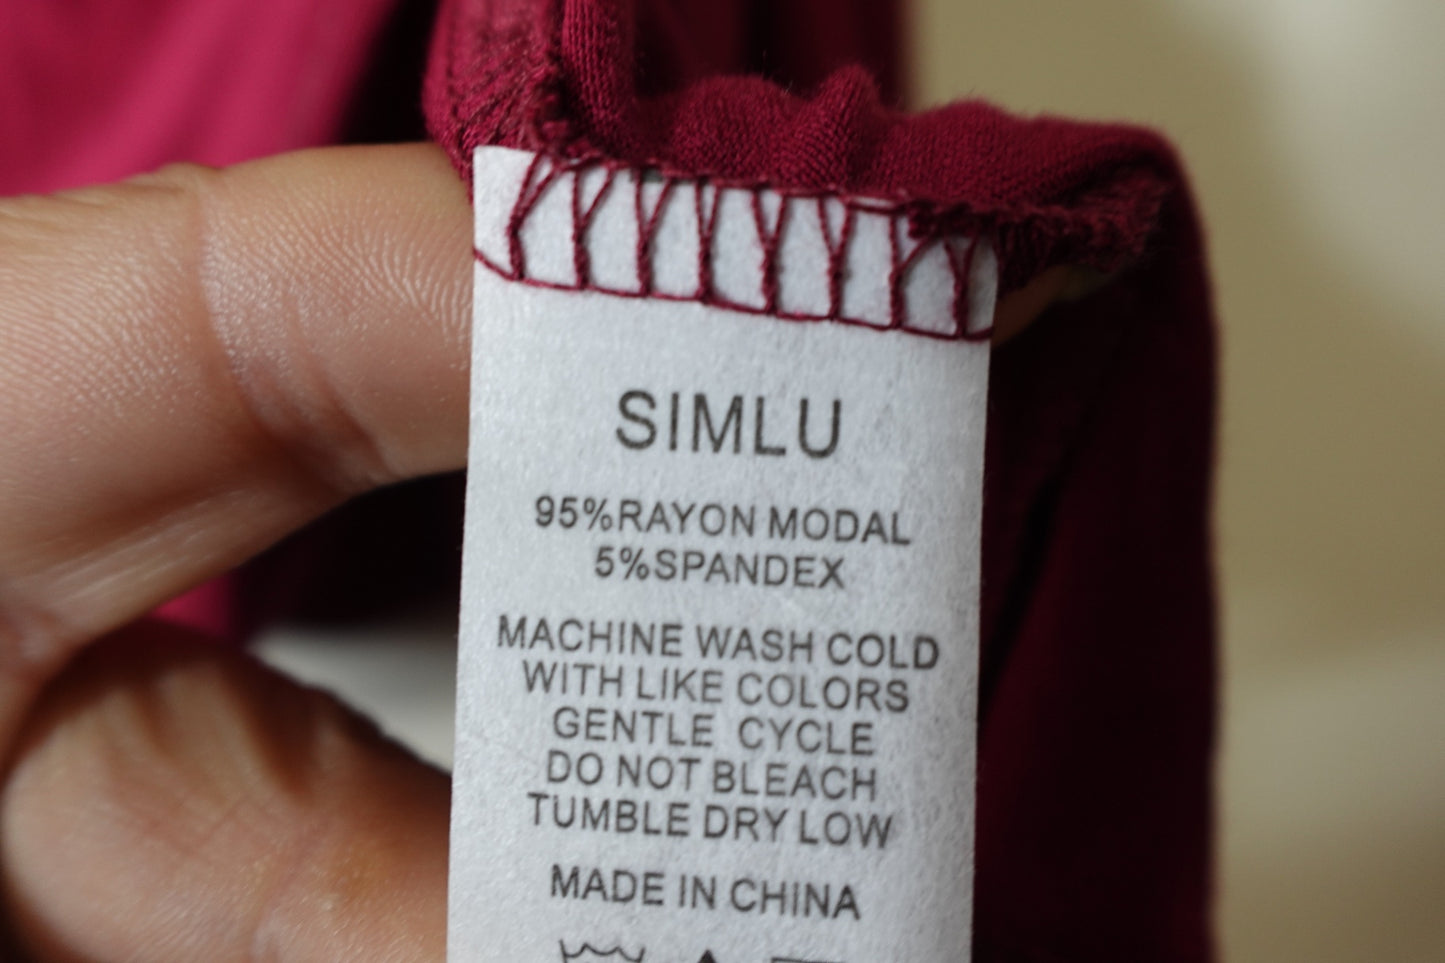 SIMLU
95%RAYON MODAL
5%SPANDEX
MACHINE WASH COLD
WITH LIKE COLORS
GENTLE CYCLE
DO NOT BLEACH
TUMBLE DRY LOW
MADE IN CHINA